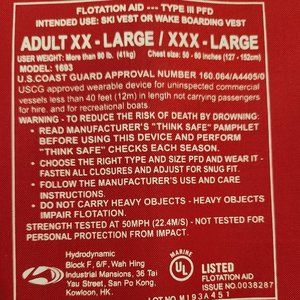 FLOTATION AID --- TYPE III PFD
INTENDED USE: SKI VEST OR WAKE BOARDING VEST
ADULT XX - LARGE / XXX - LARGE
USER WEIGHT: More than 90 lb. (41kg) Chest size: 50 - 60 inches (127 - 152cm)
MODEL: 1693
U.S.COAST GUARD APPROVAL NUMBER 160.064/A4405/0
USCG approved wearable device for uninspected commercial
vessels less than 40 feet (12m) in length not carrying passengers
for hire, and for recreational boats.
WARNING - TO REDUCE THE RISK OF DEATH BY DROWNING:
• READ MANUFACTURER'S "THINK SAFE" PAMPHLET
BEFORE USING THIS DEVICE AND PERFORM
"THINK SAFE" CHECKS EACH SEASON.
• CHOOSE THE RIGHT TYPE AND SIZE PFD AND WEAR IT -
FASTEN ALL CLOSURES AND ADJUST FOR SNUG FIT.
• FOLLOW THE MANUFACTURER'S USE AND CARE
INSTRUCTIONS.
• DO NOT CARRY HEAVY OBJECTS - HEAVY OBJECTS
IMPAIR FLOTATION.
STRENGTH TESTED AT 50MPH (22.4M/S) - NOT TESTED FOR
PERSONAL PROTECTION FROM IMPACT.
Hydrodynamic
Block F, 6/F, Wah Hing
Industrial Mansions, 36 Tai
Yau Street, San Po Kong,
Kowloon, HK.
MARINE
UL
LISTED
FLOTATION AID
ISSUE NO.0038287
LOT NO M193A451